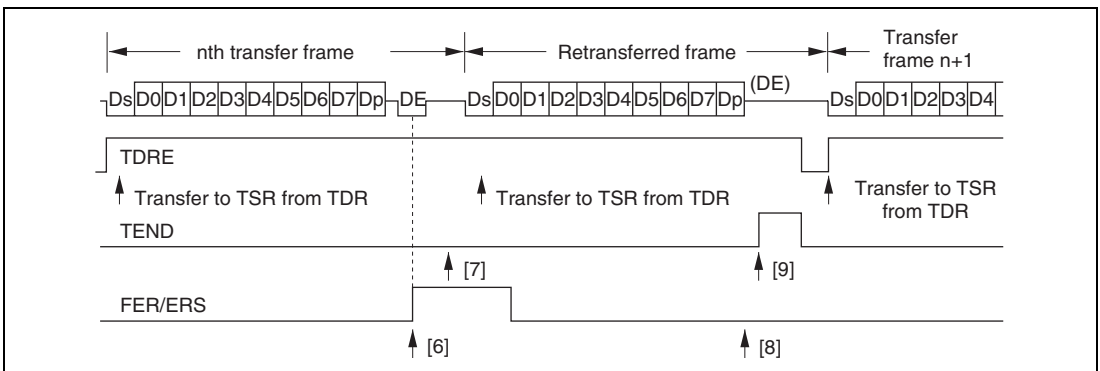 nth transfer frame
Retransferred frame
Transfer
frame n+1
Ds D0 D1 D2 D3 D4 D5 D6 D7 Dp DE
Ds D0 D1 D2 D3 D4 D5 D6 D7 Dp
(DE)
Ds D0 D1 D2 D3 D4
TDRE
Transfer to TSR from TDR
Transfer to TSR from TDR
Transfer to TSR
from TDR
TEND
[7]
[9]
FER/ERS
[6]
[8]